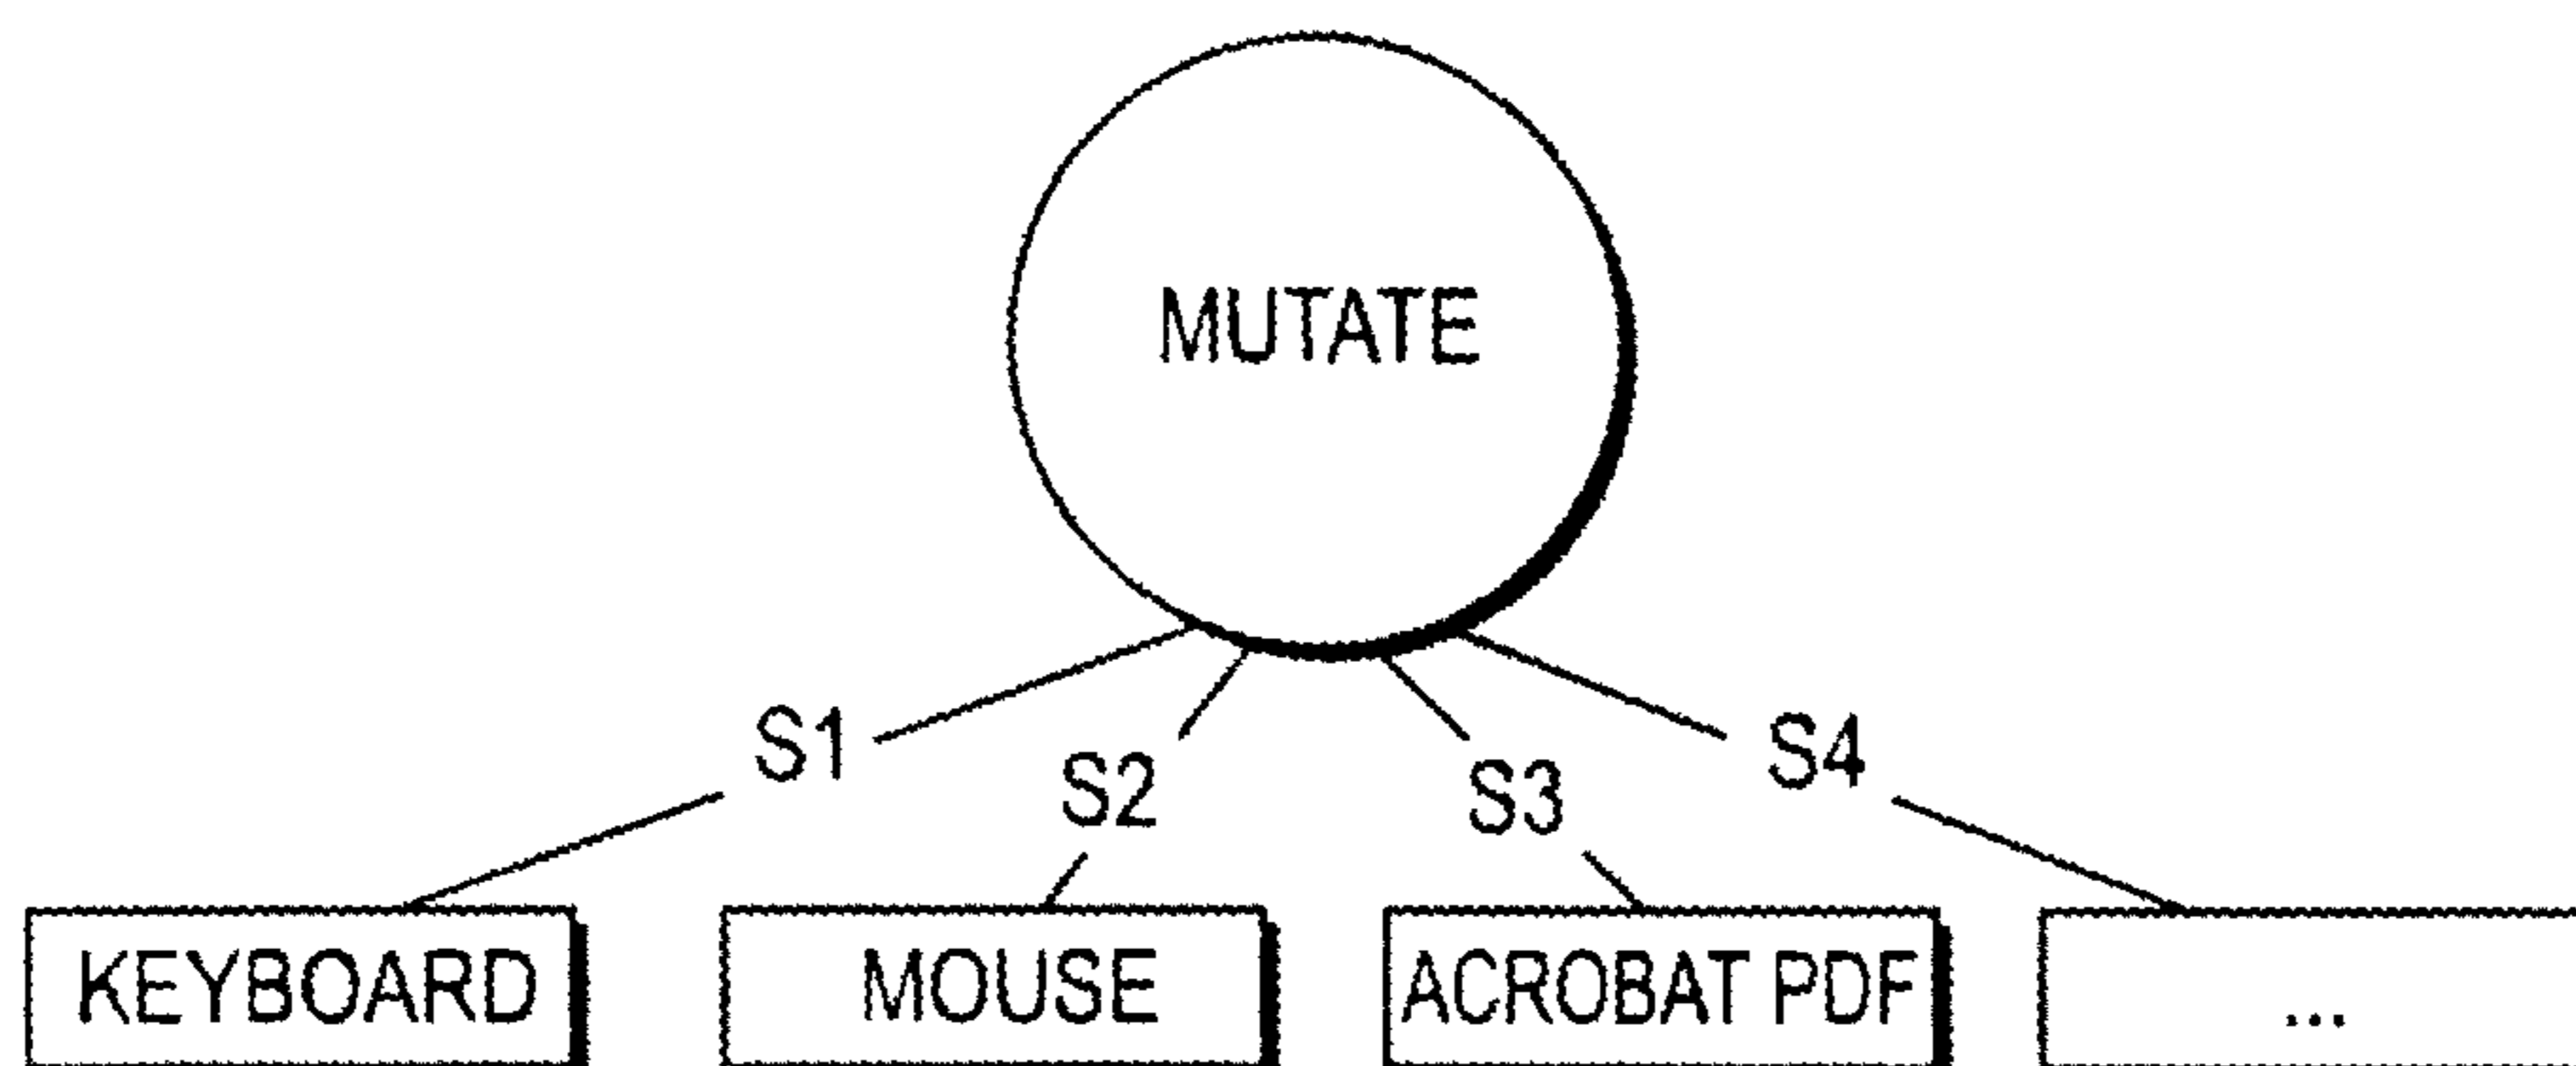 MUTATE
S1
S2
S3
S4
KEYBOARD
MOUSE
ACROBAT PDF
...